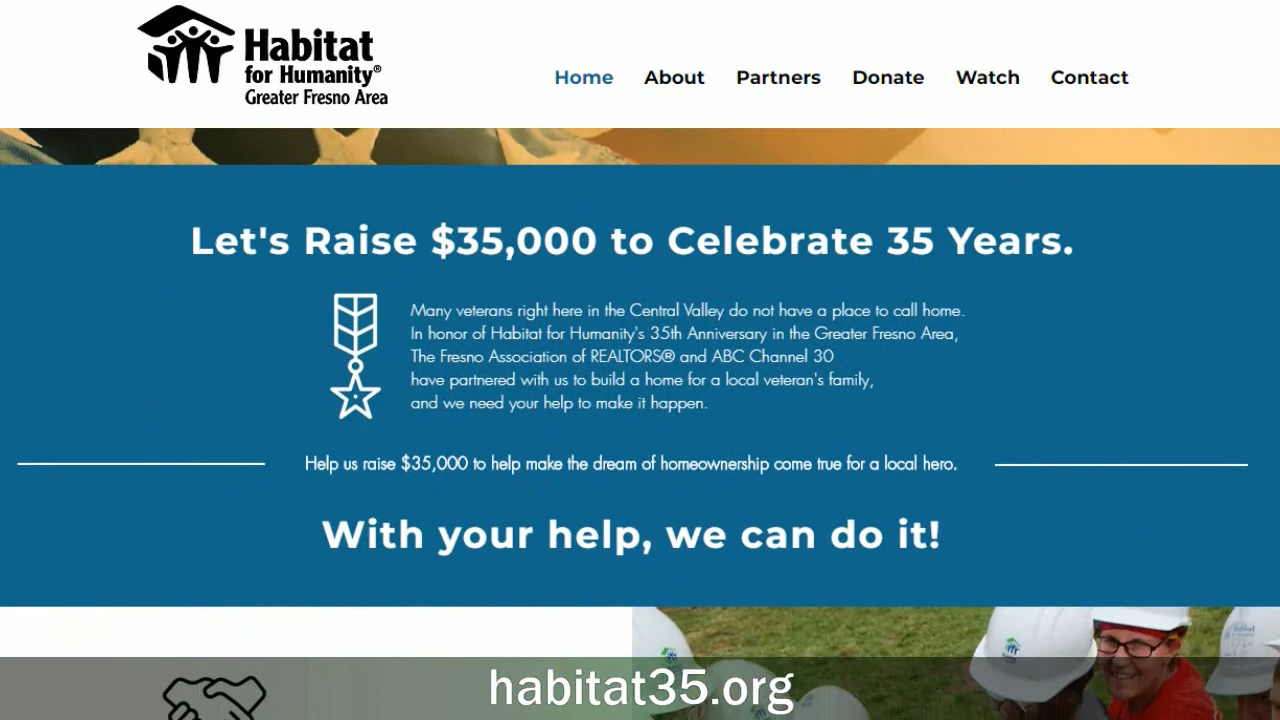 Habitat
for Humanity®
Greater Fresno Area
Home About Partners Donate Watch Contact
Let's Raise $35,000 to Celebrate 35 Years.
Many veterans right here in the Central Valley do not have a place to call home.
In honor of Habitat for Humanity's 35th Anniversary in the Greater Fresno Area,
The Fresno Association of REALTORS® and ABC Channel 30
have partnered with us to build a home for a local veteran's family,
and we need your help to make it happen.
Help us raise $35,000 to help make the dream of homeownership come true for a local hero.
With your help, we can do it!
habitat35.org